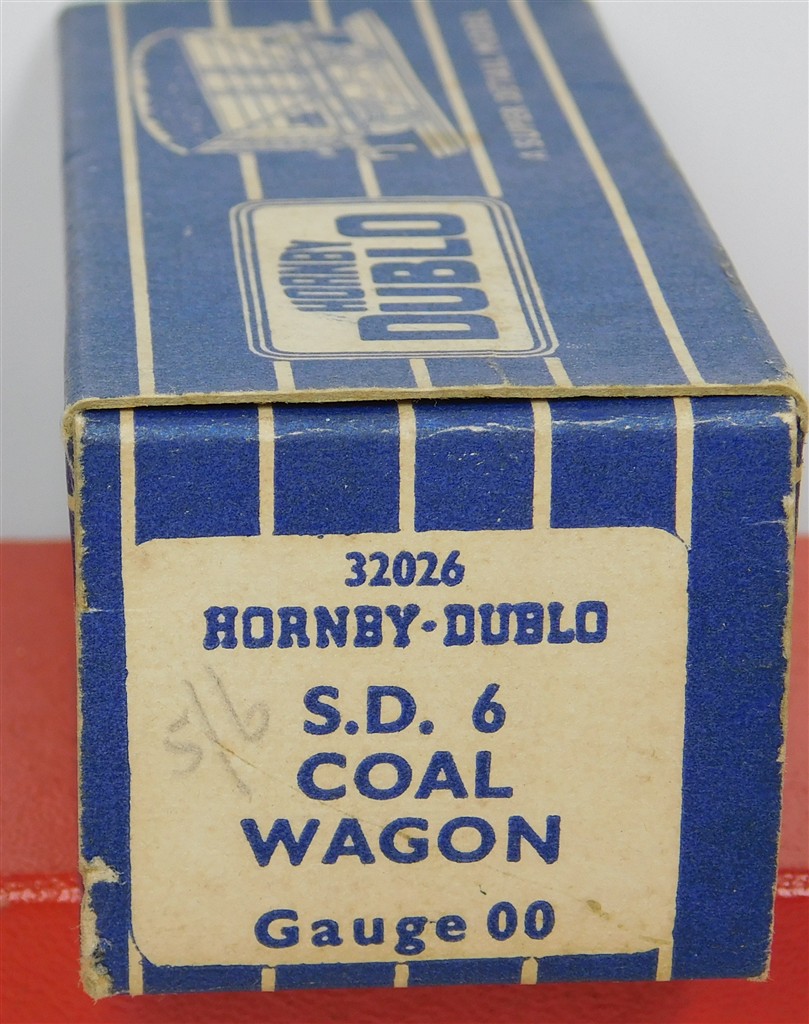 A SUPER DETAIL MODEL
HORNBY
DUBLO
32026
HORNBY-DUBLO
5/6
S.D. 6
COAL
WAGON
Gauge 00